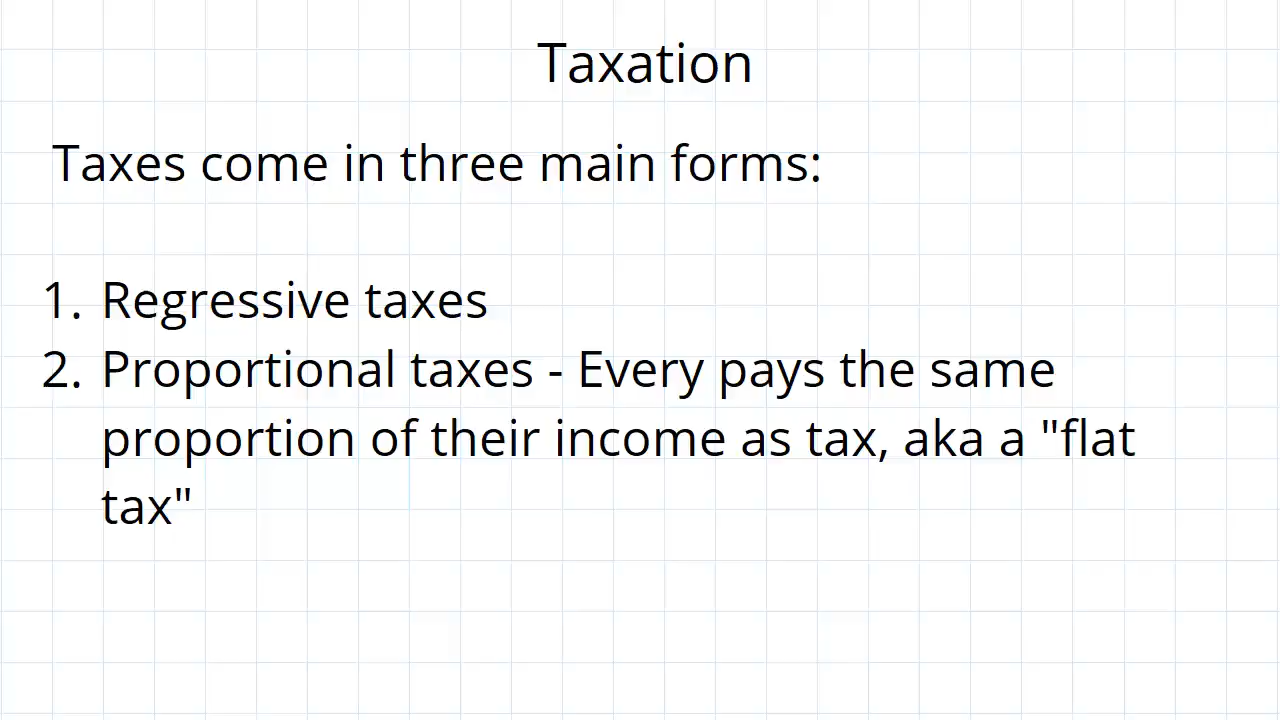 Taxation
Taxes come in three main forms:
1. Regressive taxes
2. Proportional taxes - Every pays the same
proportion of their income as tax, aka a "flat
tax"